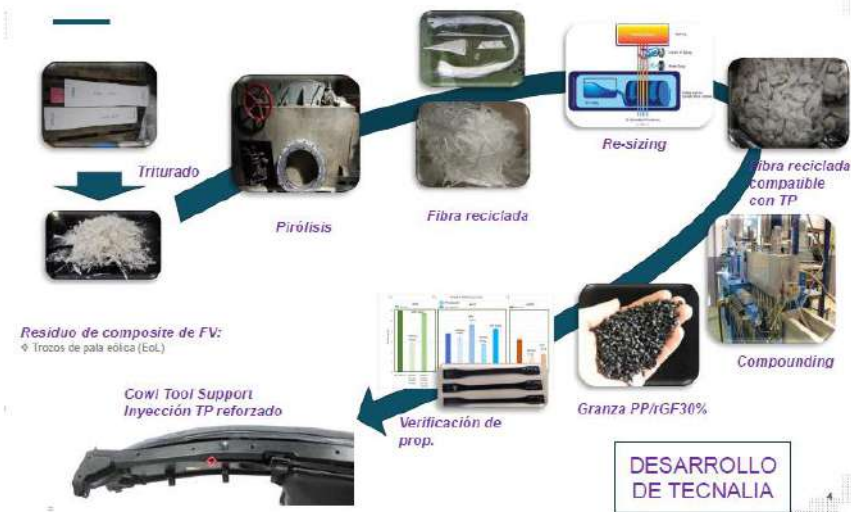 Triturado
Pirólisis
Fibra reciclada
Re-sizing
Fibra reciclada
compatible
con TP
Residuo de composite de FV:
❖ Trozos de pala eólica (EoL)
Compounding
Granza PP/rGF30%
Verificación de
prop.
Cowl Tool Support
Inyección TP reforzado
DESARROLLO
DE TECNALIA
4